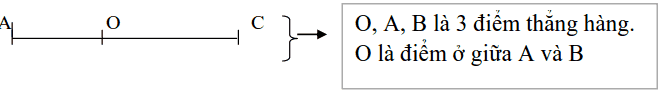 A O C
O, A, B là 3 điểm thẳng hàng.
O là điểm ở giữa A và B